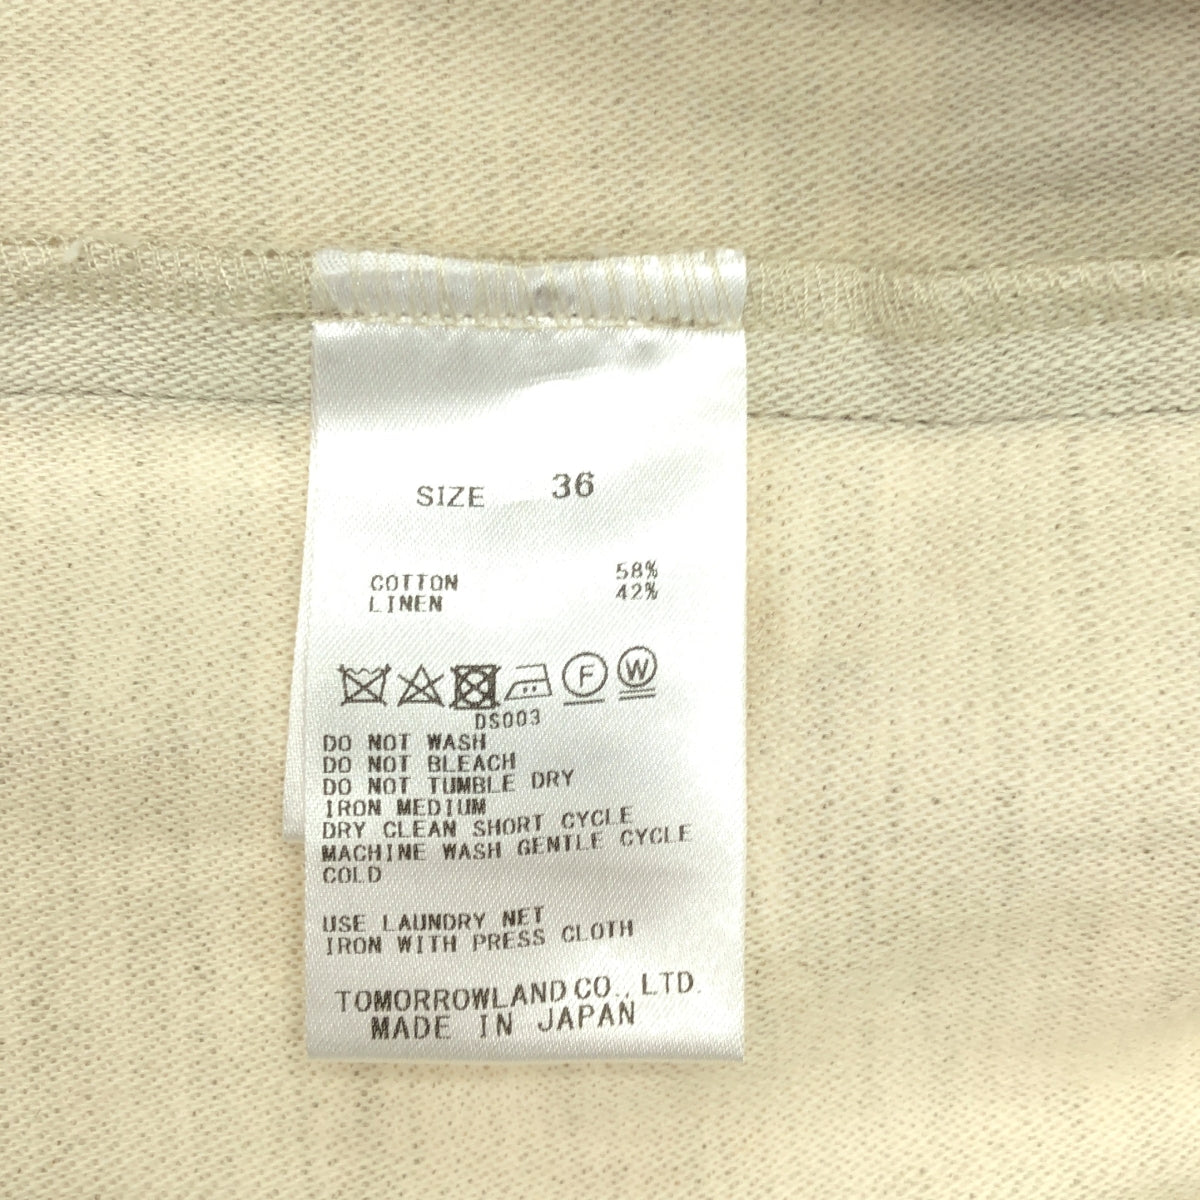 SIZE 36
COTTON 58%
LINEN 42%
F W
DS003
DO NOT WASH
DO NOT BLEACH
DO NOT TUMBLE DRY
IRON MEDIUM
DRY CLEAN SHORT CYCLE
MACHINE WASH GENTLE CYCLE
COLD
USE LAUNDRY NET
IRON WITH PRESS CLOTH
TOMORROWLAND CO., LTD.
MADE IN JAPAN